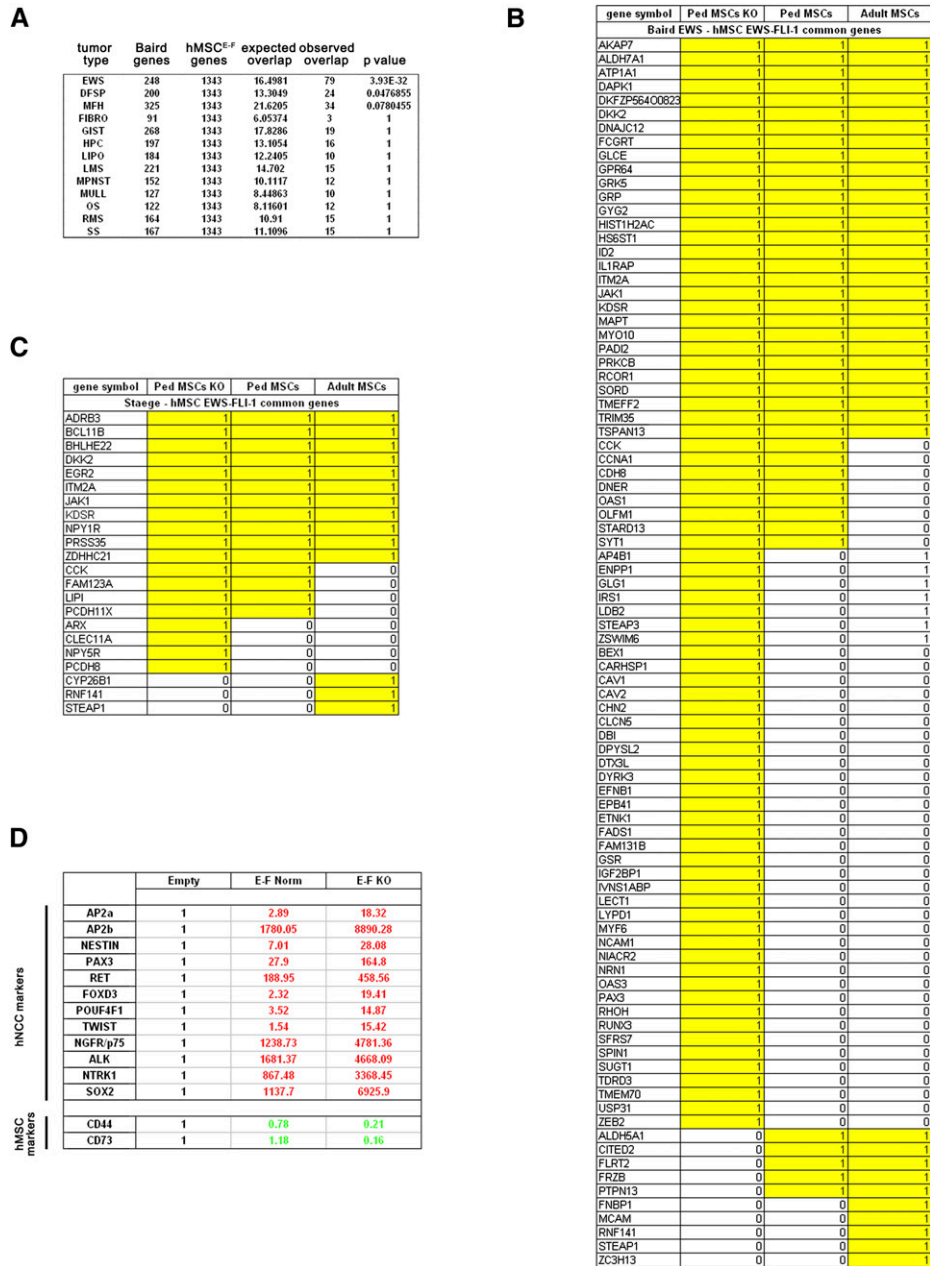 A
tumor type Baird genes hMSC^E-F genes expected overlap observed overlap p value
EWS 248 1343 16.4981 79 3.93E-32
DFSP 200 1343 13.3049 24 0.0476855
MFH 325 1343 21.6205 34 0.0780455
FIBRO 91 1343 6.05374 3 1
GIST 268 1343 17.8286 19 1
HPC 197 1343 13.1054 16 1
LIPO 184 1343 12.2405 10 1
LMS 221 1343 14.702 15 1
MPNST 152 1343 10.1117 12 1
MULL 127 1343 8.44863 10 1
OS 122 1343 8.11601 12 1
RMS 164 1343 10.91 15 1
SS 167 1343 11.1096 15 1
B
gene symbol Ped MSCs KO Ped MSCs Adult MSCs
Baird EWS - hMSC EWS-FLI-1 common genes
AKAP7 1 1 1
ALDH7A1 1 1 1
ATP1A1 1 1 1
DAPK1 1 1 1
DKFZP564O0823 1 1 1
DKK2 1 1 1
DNAJC12 1 1 1
FCGRT 1 1 1
GLCE 1 1 1
GPR64 1 1 1
GRK5 1 1 1
GRP 1 1 1
GYG2 1 1 1
HIST1H2AC 1 1 1
HS6ST1 1 1 1
ID2 1 1 1
IL1RAP 1 1 1
ITM2A 1 1 1
JAK1 1 1 1
KDSR 1 1 1
MAPT 1 1 1
MYO10 1 1 1
PADI2 1 1 1
PRKCB 1 1 1
RCOR1 1 1 1
SORD 1 1 1
TMEFF2 1 1 1
TRIM35 1 1 1
TSPAN13 1 1 1
CCK 1 1 0
CCNA1 1 1 0
CDH8 1 1 0
DNER 1 1 0
OAS1 1 1 0
OLFM1 1 1 0
STARD13 1 1 0
SYT1 1 1 0
AP4B1 1 0 1
ENPP1 1 0 1
GLG1 1 0 1
IRS1 1 0 1
LDB2 1 0 1
STEAP3 1 0 1
ZSWIM6 1 0 1
BEX1 1 0 0
CARHSP1 1 0 0
CAV1 1 0 0
CAV2 1 0 0
CHN2 1 0 0
CLCN5 1 0 0
DBI 1 0 0
DPYSL2 1 0 0
DTX3L 1 0 0
DYRK3 1 0 0
EFNB1 1 0 0
EPB41 1 0 0
ETNK1 1 0 0
FADS1 1 0 0
FAM131B 1 0 0
GSR 1 0 0
IGF2BP1 1 0 0
IVNS1ABP 1 0 0
LECT1 1 0 0
LYPD1 1 0 0
MYF6 1 0 0
NCAM1 1 0 0
NIACR2 1 0 0
NRN1 1 0 0
OAS3 1 0 0
PAX3 1 0 0
RHOH 1 0 0
RUNX3 1 0 0
SFRS7 1 0 0
SPIN1 1 0 0
SUGT1 1 0 0
TDRD3 1 0 0
TMEM70 1 0 0
USP31 1 0 0
ZEB2 1 0 0
ALDH5A1 0 1 1
CITED2 0 1 1
FLRT2 0 1 1
FRZB 0 1 1
PTPN13 0 1 1
FNBP1 0 0 1
MCAM 0 0 1
RNF141 0 0 1
STEAP1 0 0 1
ZC3H13 0 0 1
C
gene symbol Ped MSCs KO Ped MSCs Adult MSCs
Staege - hMSC EWS-FLI-1 common genes
ADRB3 1 1 1
BCL11B 1 1 1
BHLHE22 1 1 1
DKK2 1 1 1
EGR2 1 1 1
ITM2A 1 1 1
JAK1 1 1 1
KDSR 1 1 1
NPY1R 1 1 1
PRSS35 1 1 1
ZDHHC21 1 1 1
CCK 1 1 0
FAM123A 1 1 0
LIPI 1 1 0
PCDH11X 1 1 0
ARX 1 0 0
CLEC11A 1 0 0
NPY5R 1 0 0
PCDH8 1 0 0
CYP26B1 0 0 1
RNF141 0 0 1
STEAP1 0 0 1
D
Empty E-F Norm E-F KO
hNCC markers
AP2a 1 2.89 18.32
AP2b 1 1780.05 8890.28
NESTIN 1 7.01 28.08
PAX3 1 27.9 164.8
RET 1 188.95 458.56
FOXD3 1 2.32 19.41
POUF4F1 1 3.52 14.87
TWIST 1 1.54 15.42
NGFR/p75 1 1238.73 4781.36
ALK 1 1681.37 4668.09
NTRK1 1 867.48 3368.45
SOX2 1 1137.7 6925.9
hMSC markers
CD44 1 0.78 0.21
CD73 1 1.18 0.16